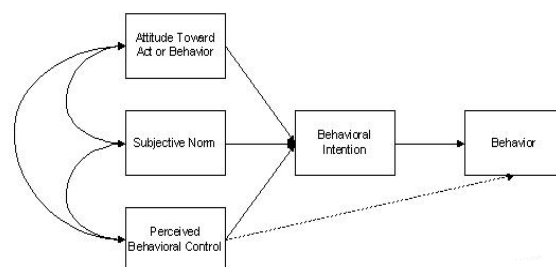 Attitude Toward
Act or Behavior
Subjective Norm
Behavioral
Intention
Behavior
Perceived
Behavioral Control